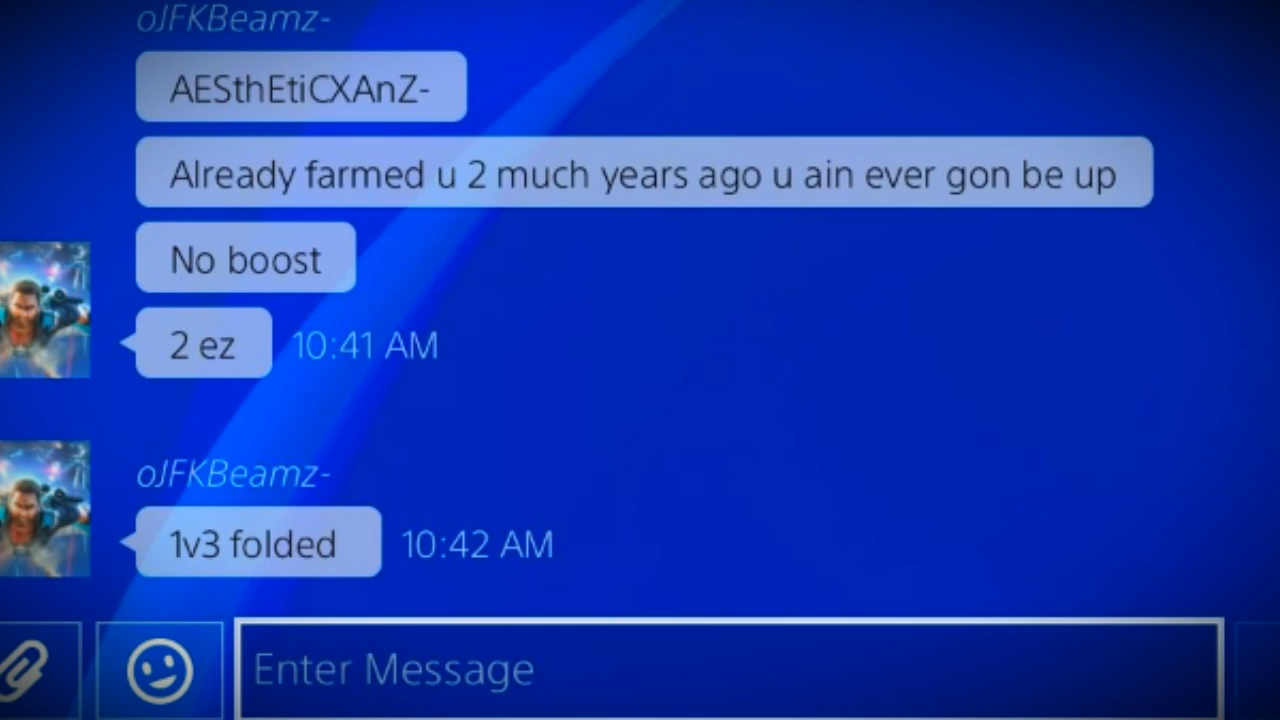 oJFKBeamz-
AESthEtiCXAnZ-
Already farmed u 2 much years ago u ain ever gon be up
No boost
2 ez 10:41 AM
oJFKBeamz-
1v3 folded 10:42 AM
Enter Message